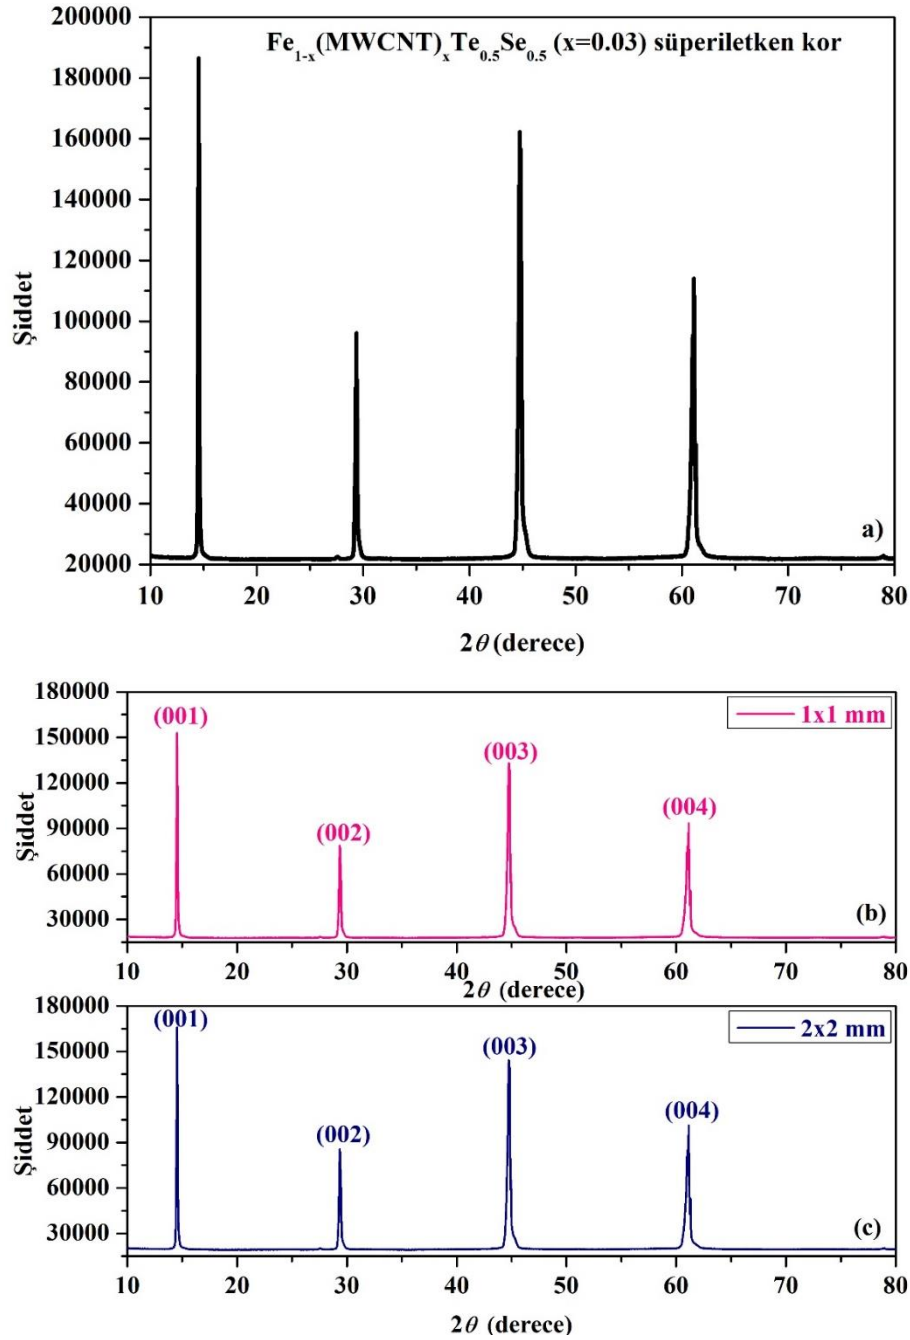 200000
Fe1-x(MWCNT)xTe0.5Se0.5 (x=0.03) süperiletken kor
180000
160000
140000
120000
100000
80000
60000
40000
20000
Şiddet
a)
10 20 30 40 50 60 70 80
2θ (derece)
180000
150000
120000
90000
60000
30000
Şiddet
(001)
(002)
(003)
(004)
1x1 mm
(b)
10 20 30 40 50 60 70 80
2θ (derece)
180000
150000
120000
90000
60000
30000
Şiddet
(001)
(002)
(003)
(004)
2x2 mm
(c)
10 20 30 40 50 60 70 80
2θ (derece)